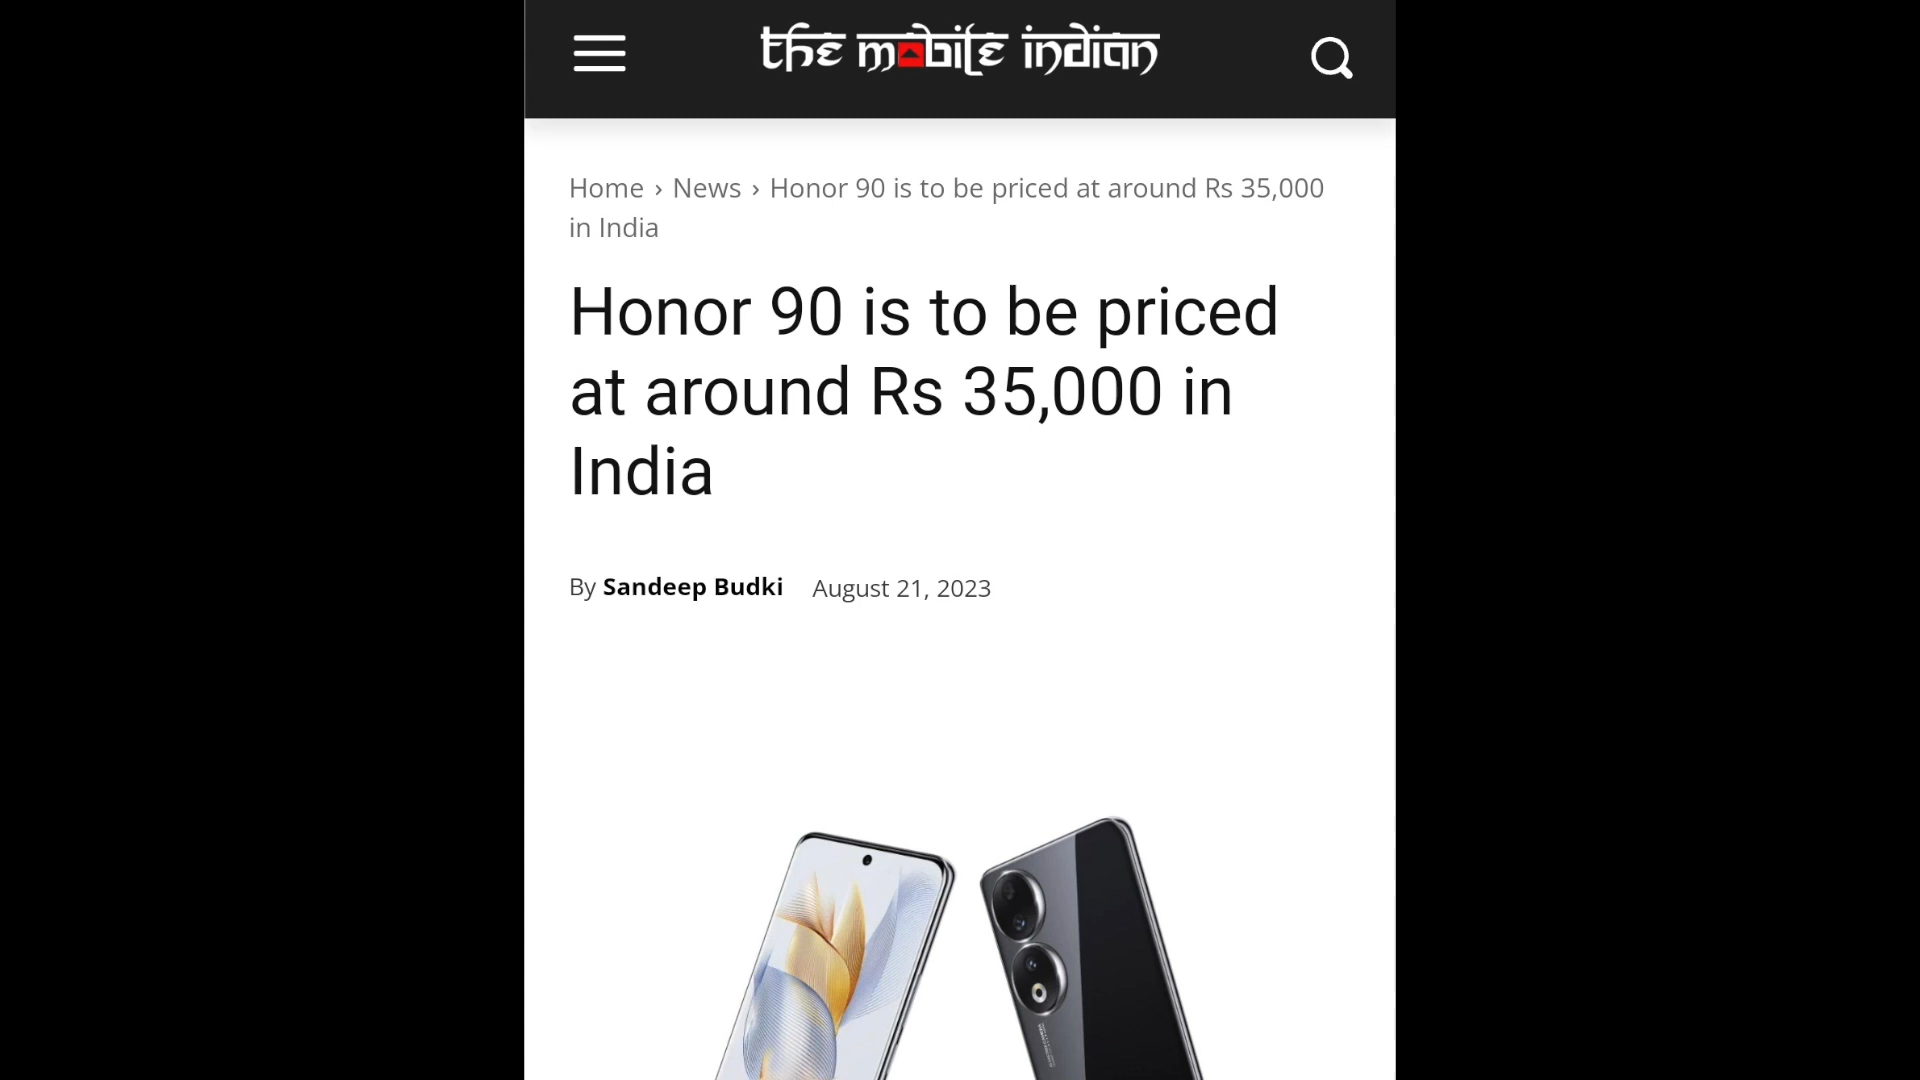 the mobile indian
Home › News › Honor 90 is to be priced at around Rs 35,000
in India
Honor 90 is to be priced
at around Rs 35,000 in
India
By Sandeep Budki August 21, 2023